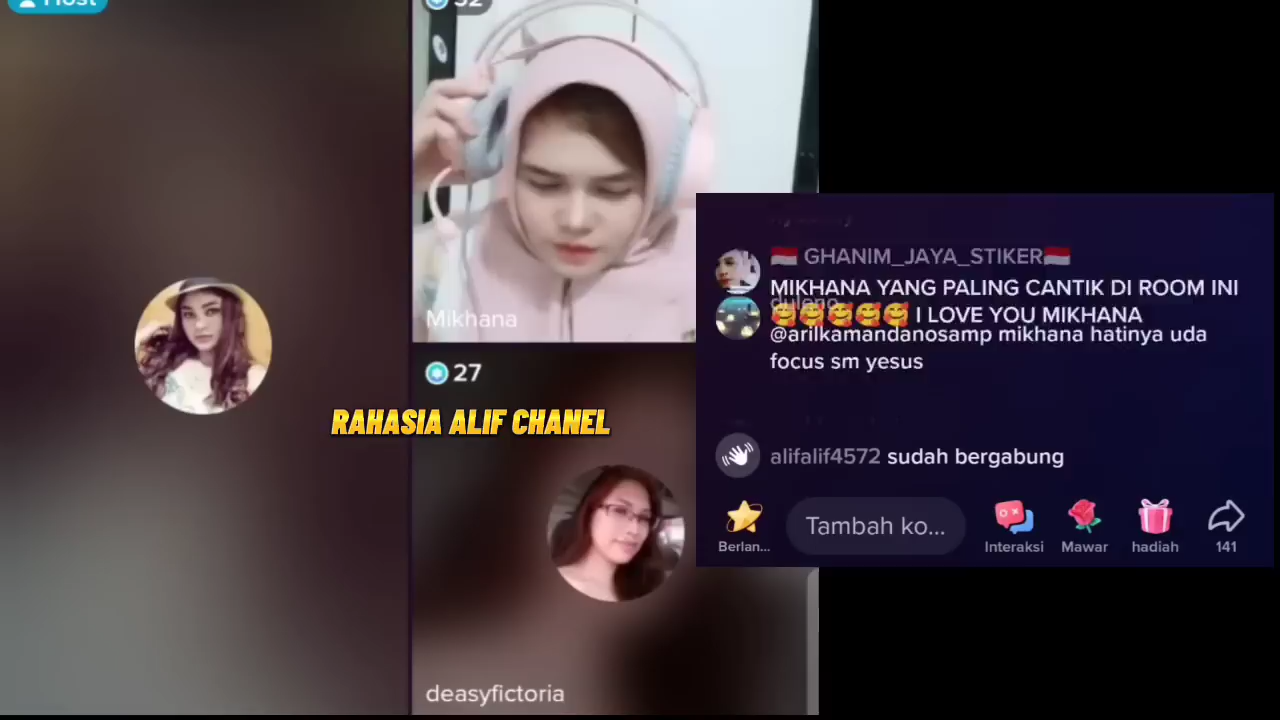 Host
32
Mikhana
27
RAHASIA ALIF CHANEL
deasyfictoria
🇮🇩 GHANIM_JAYA_STIKER🇮🇩
MIKHANA YANG PALING CANTIK DI ROOM INI
🥰🥰🥰🥰🥰 I LOVE YOU MIKHANA
@arilkamandanosamp mikhana hatinya uda
focus sm yesus
alifalif4572 sudah bergabung
Berlan...
Tambah ko...
Interaksi
Mawar
hadiah
141